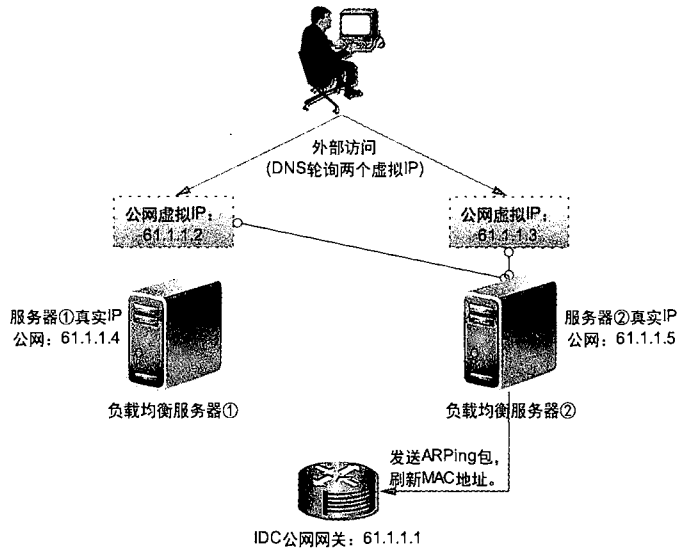 外部访问
(DNS轮询两个虚拟IP)
公网虚拟IP：
61.1.1.2
公网虚拟IP：
61.1.1.3
服务器①真实IP
公网：61.1.1.4
服务器②真实IP
公网：61.1.1.5
负载均衡服务器①
负载均衡服务器②
发送ARPing包，
刷新MAC地址。
IDC公网网关：61.1.1.1